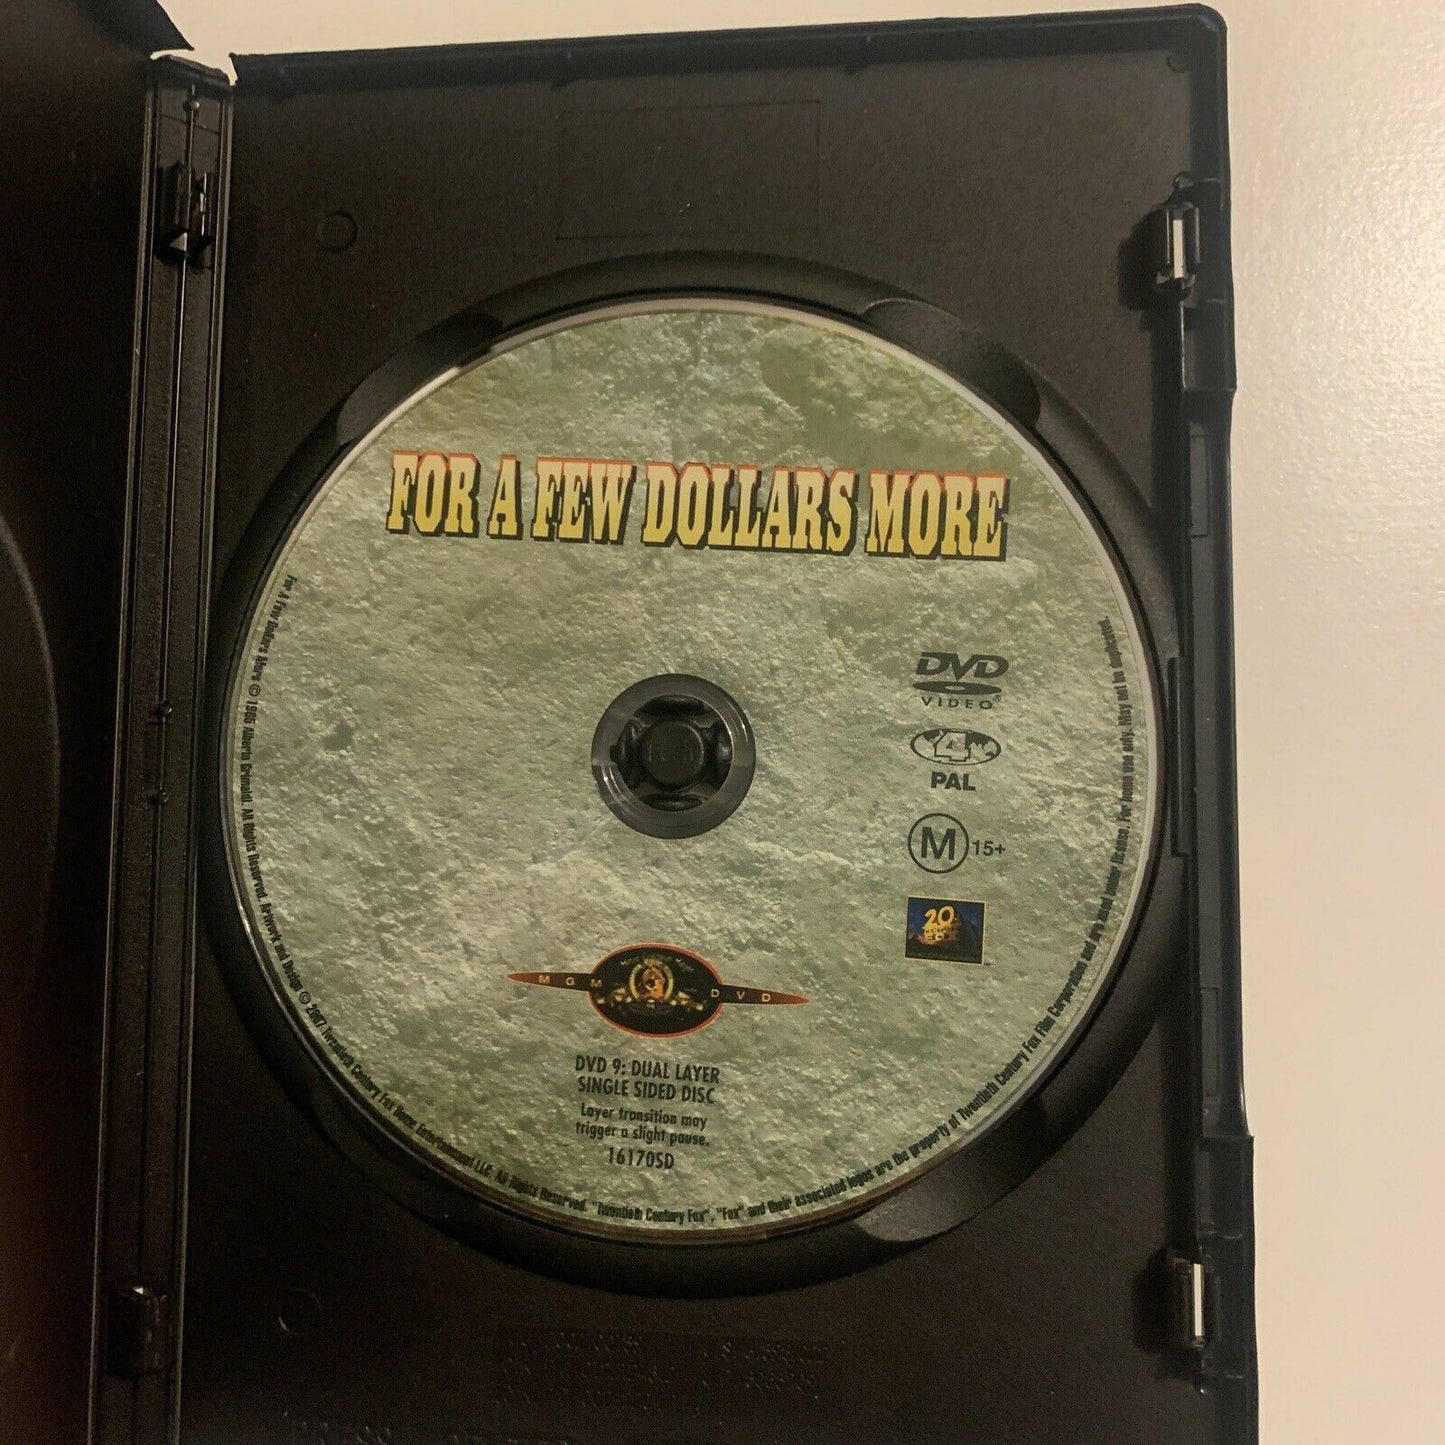 FOR A FEW DOLLARS MORE
DVD
VIDEO
4
PAL
M 15+
20
FOX
MGM DVD
DVD 9: DUAL LAYER
SINGLE SIDED DISC
Layer transition may
trigger a slight pause.
16170SD
For A Few Dollars More © 1965 Alberto Grimaldi. All Rights Reserved. Artwork and Design © 2007 Twentieth Century Fox Home Entertainment LLC. All Rights Reserved. "Twentieth Century Fox", "Fox" and their associated logos are the property of Twentieth Century Fox Film Corporation and are used under license. For home use only. May not be duplicated.